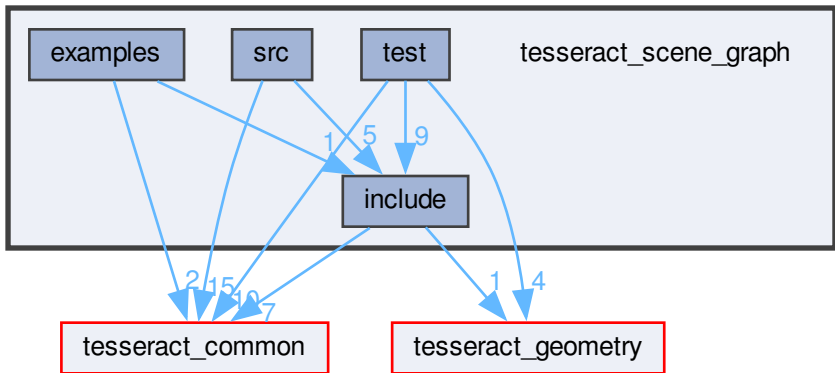 examples
src
test
tesseract_scene_graph
1
5
9
include
2
15
10
7
1
4
tesseract_common
tesseract_geometry